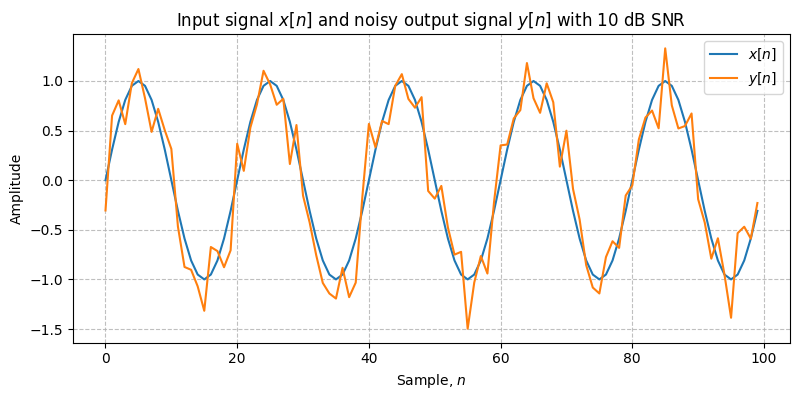 Input signal x[n] and noisy output signal y[n] with 10 dB SNR
x[n]
y[n]
1.0
0.5
0.0
−0.5
−1.0
−1.5
Amplitude
0 20 40 60 80 100
Sample, n